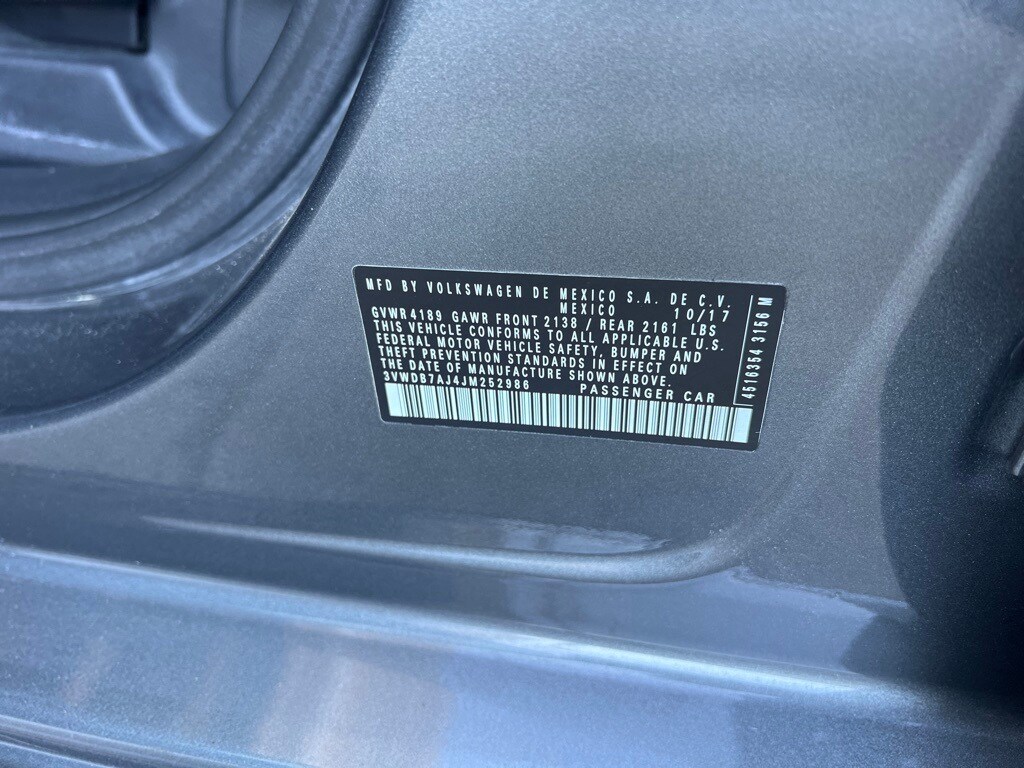 MFD BY VOLKSWAGEN DE MEXICO S.A. DE C.V.
MEXICO 10/17
GVWR 4189 GAWR FRONT 2138 / REAR 2161 LBS
THIS VEHICLE CONFORMS TO ALL APPLICABLE U.S.
FEDERAL MOTOR VEHICLE SAFETY, BUMPER AND
THEFT PREVENTION STANDARDS IN EFFECT ON
THE DATE OF MANUFACTURE SHOWN ABOVE.
3VWDB7AJ4JM252986 PASSENGER CAR
4516354 3156 M